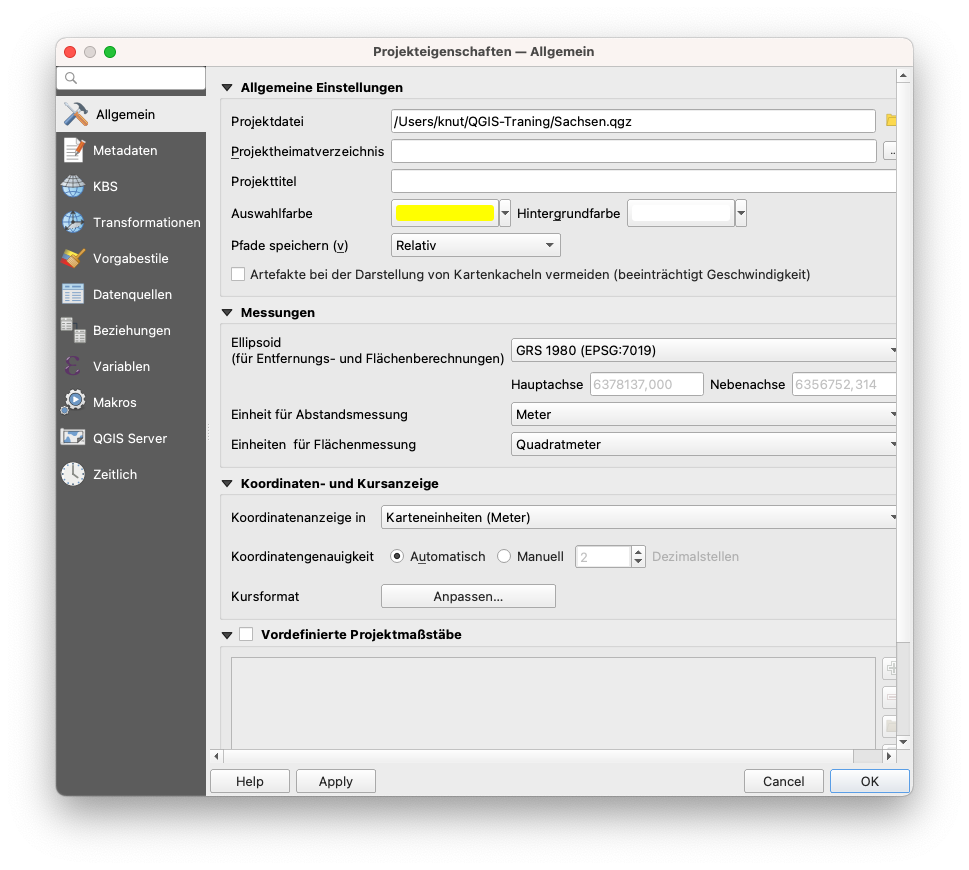 Projekteigenschaften — Allgemein
Allgemein
Metadaten
KBS
Transformationen
Vorgabestile
Datenquellen
Beziehungen
Variablen
Makros
QGIS Server
Zeitlich
Allgemeine Einstellungen
Projektdatei /Users/knut/QGIS-Traning/Sachsen.qgz
Projektheimatverzeichnis ..
Projekttitel
Auswahlfarbe Hintergrundfarbe
Pfade speichern (v) Relativ
Artefakte bei der Darstellung von Kartenkacheln vermeiden (beeinträchtigt Geschwindigkeit)
Messungen
Ellipsoid
(für Entfernungs- und Flächenberechnungen) GRS 1980 (EPSG:7019)
Hauptachse 6378137,000 Nebenachse 6356752,314
Einheit für Abstandsmessung Meter
Einheiten für Flächenmessung Quadratmeter
Koordinaten- und Kursanzeige
Koordinatenanzeige in Karteneinheiten (Meter)
Koordinatengenauigkeit Automatisch Manuell 2 Dezimalstellen
Kursformat Anpassen...
Vordefinierte Projektmaßstäbe
Help Apply Cancel OK